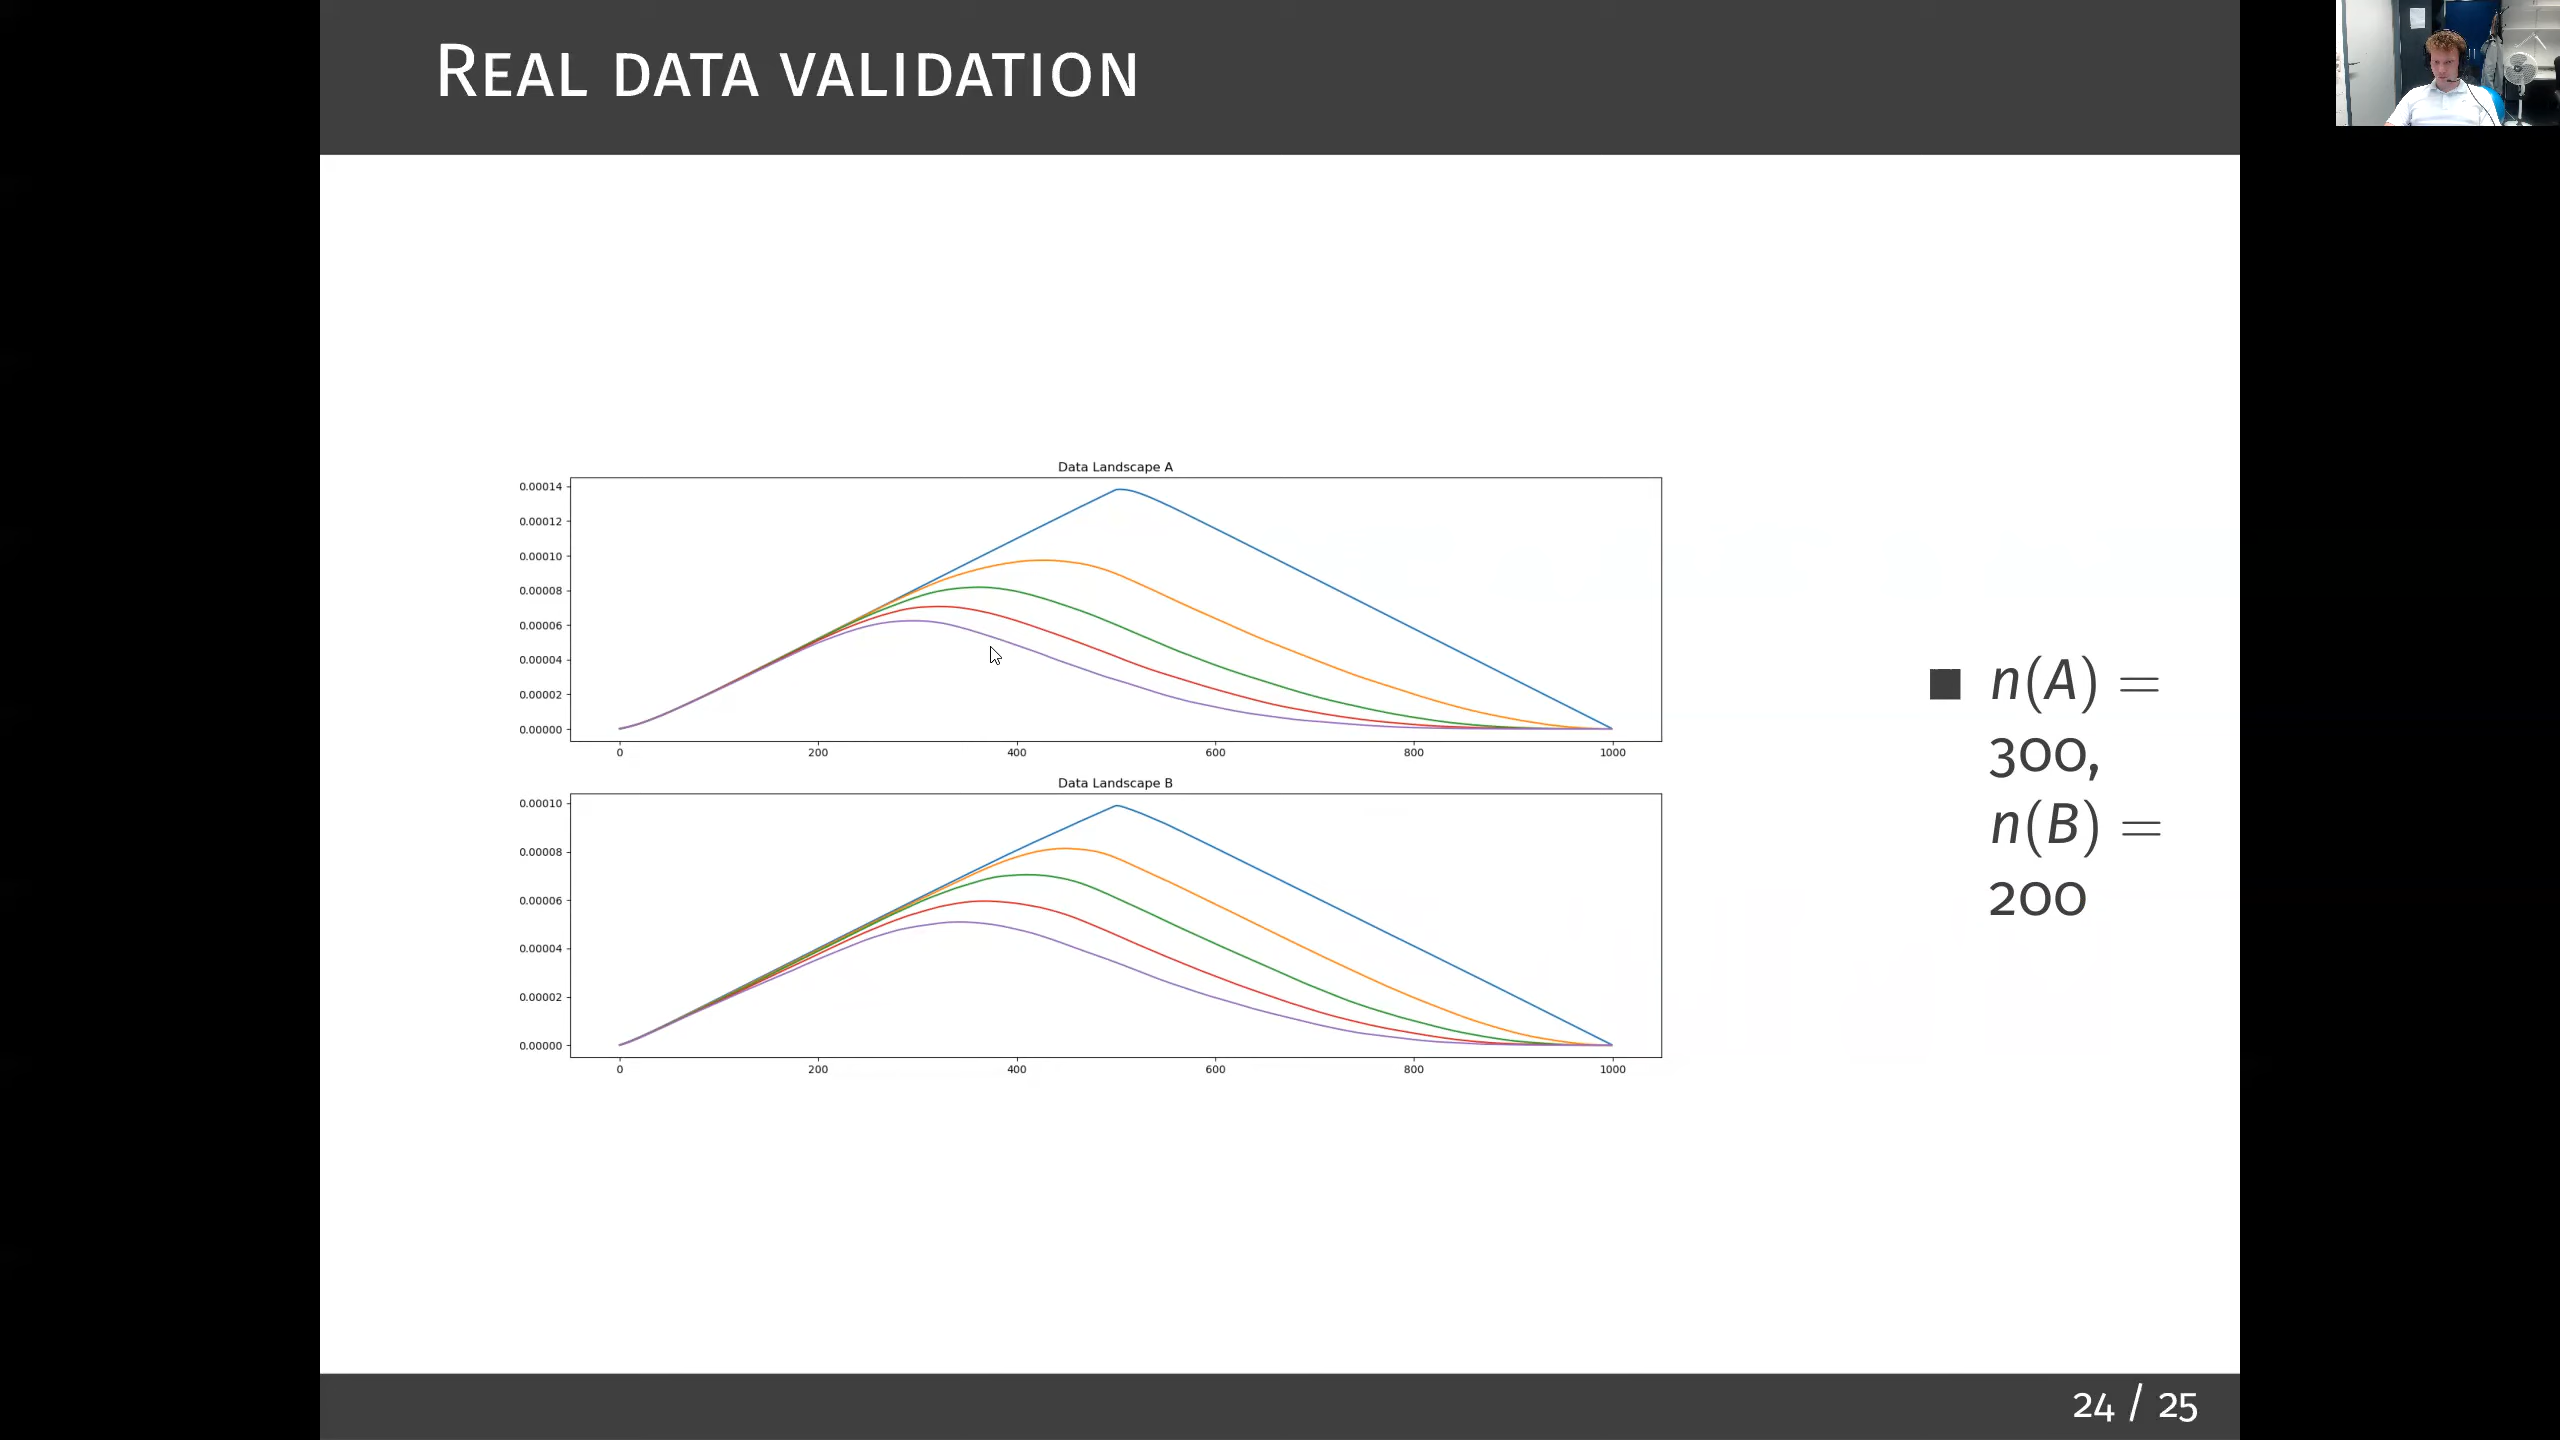 REAL DATA VALIDATION
Data Landscape A
0.00014
0.00012
0.00010
0.00008
0.00006
0.00004
0.00002
0.00000
0 200 400 600 800 1000
Data Landscape B
0.00010
0.00008
0.00006
0.00004
0.00002
0.00000
0 200 400 600 800 1000
n(A) =
300,
n(B) =
200
24 / 25